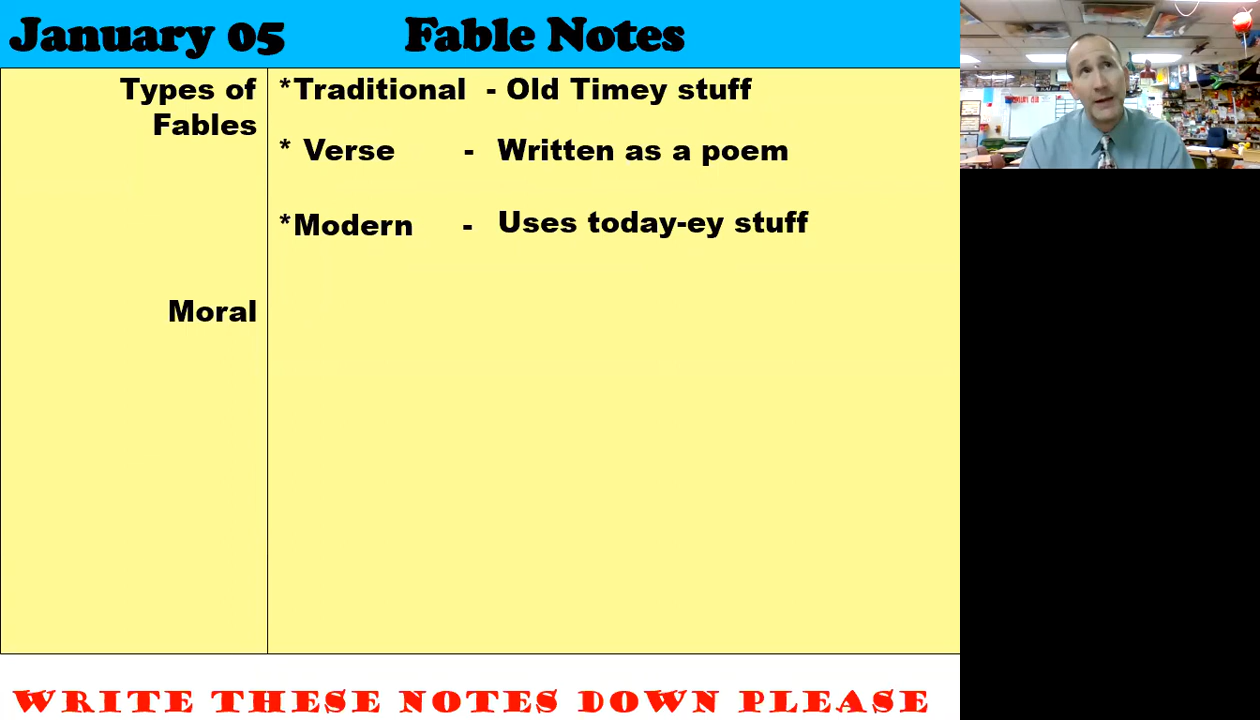 January 05 Fable Notes
Types of *Traditional - Old Timey stuff
Fables
* Verse - Written as a poem
*Modern - Uses today-ey stuff
Moral
WRITE THESE NOTES DOWN PLEASE